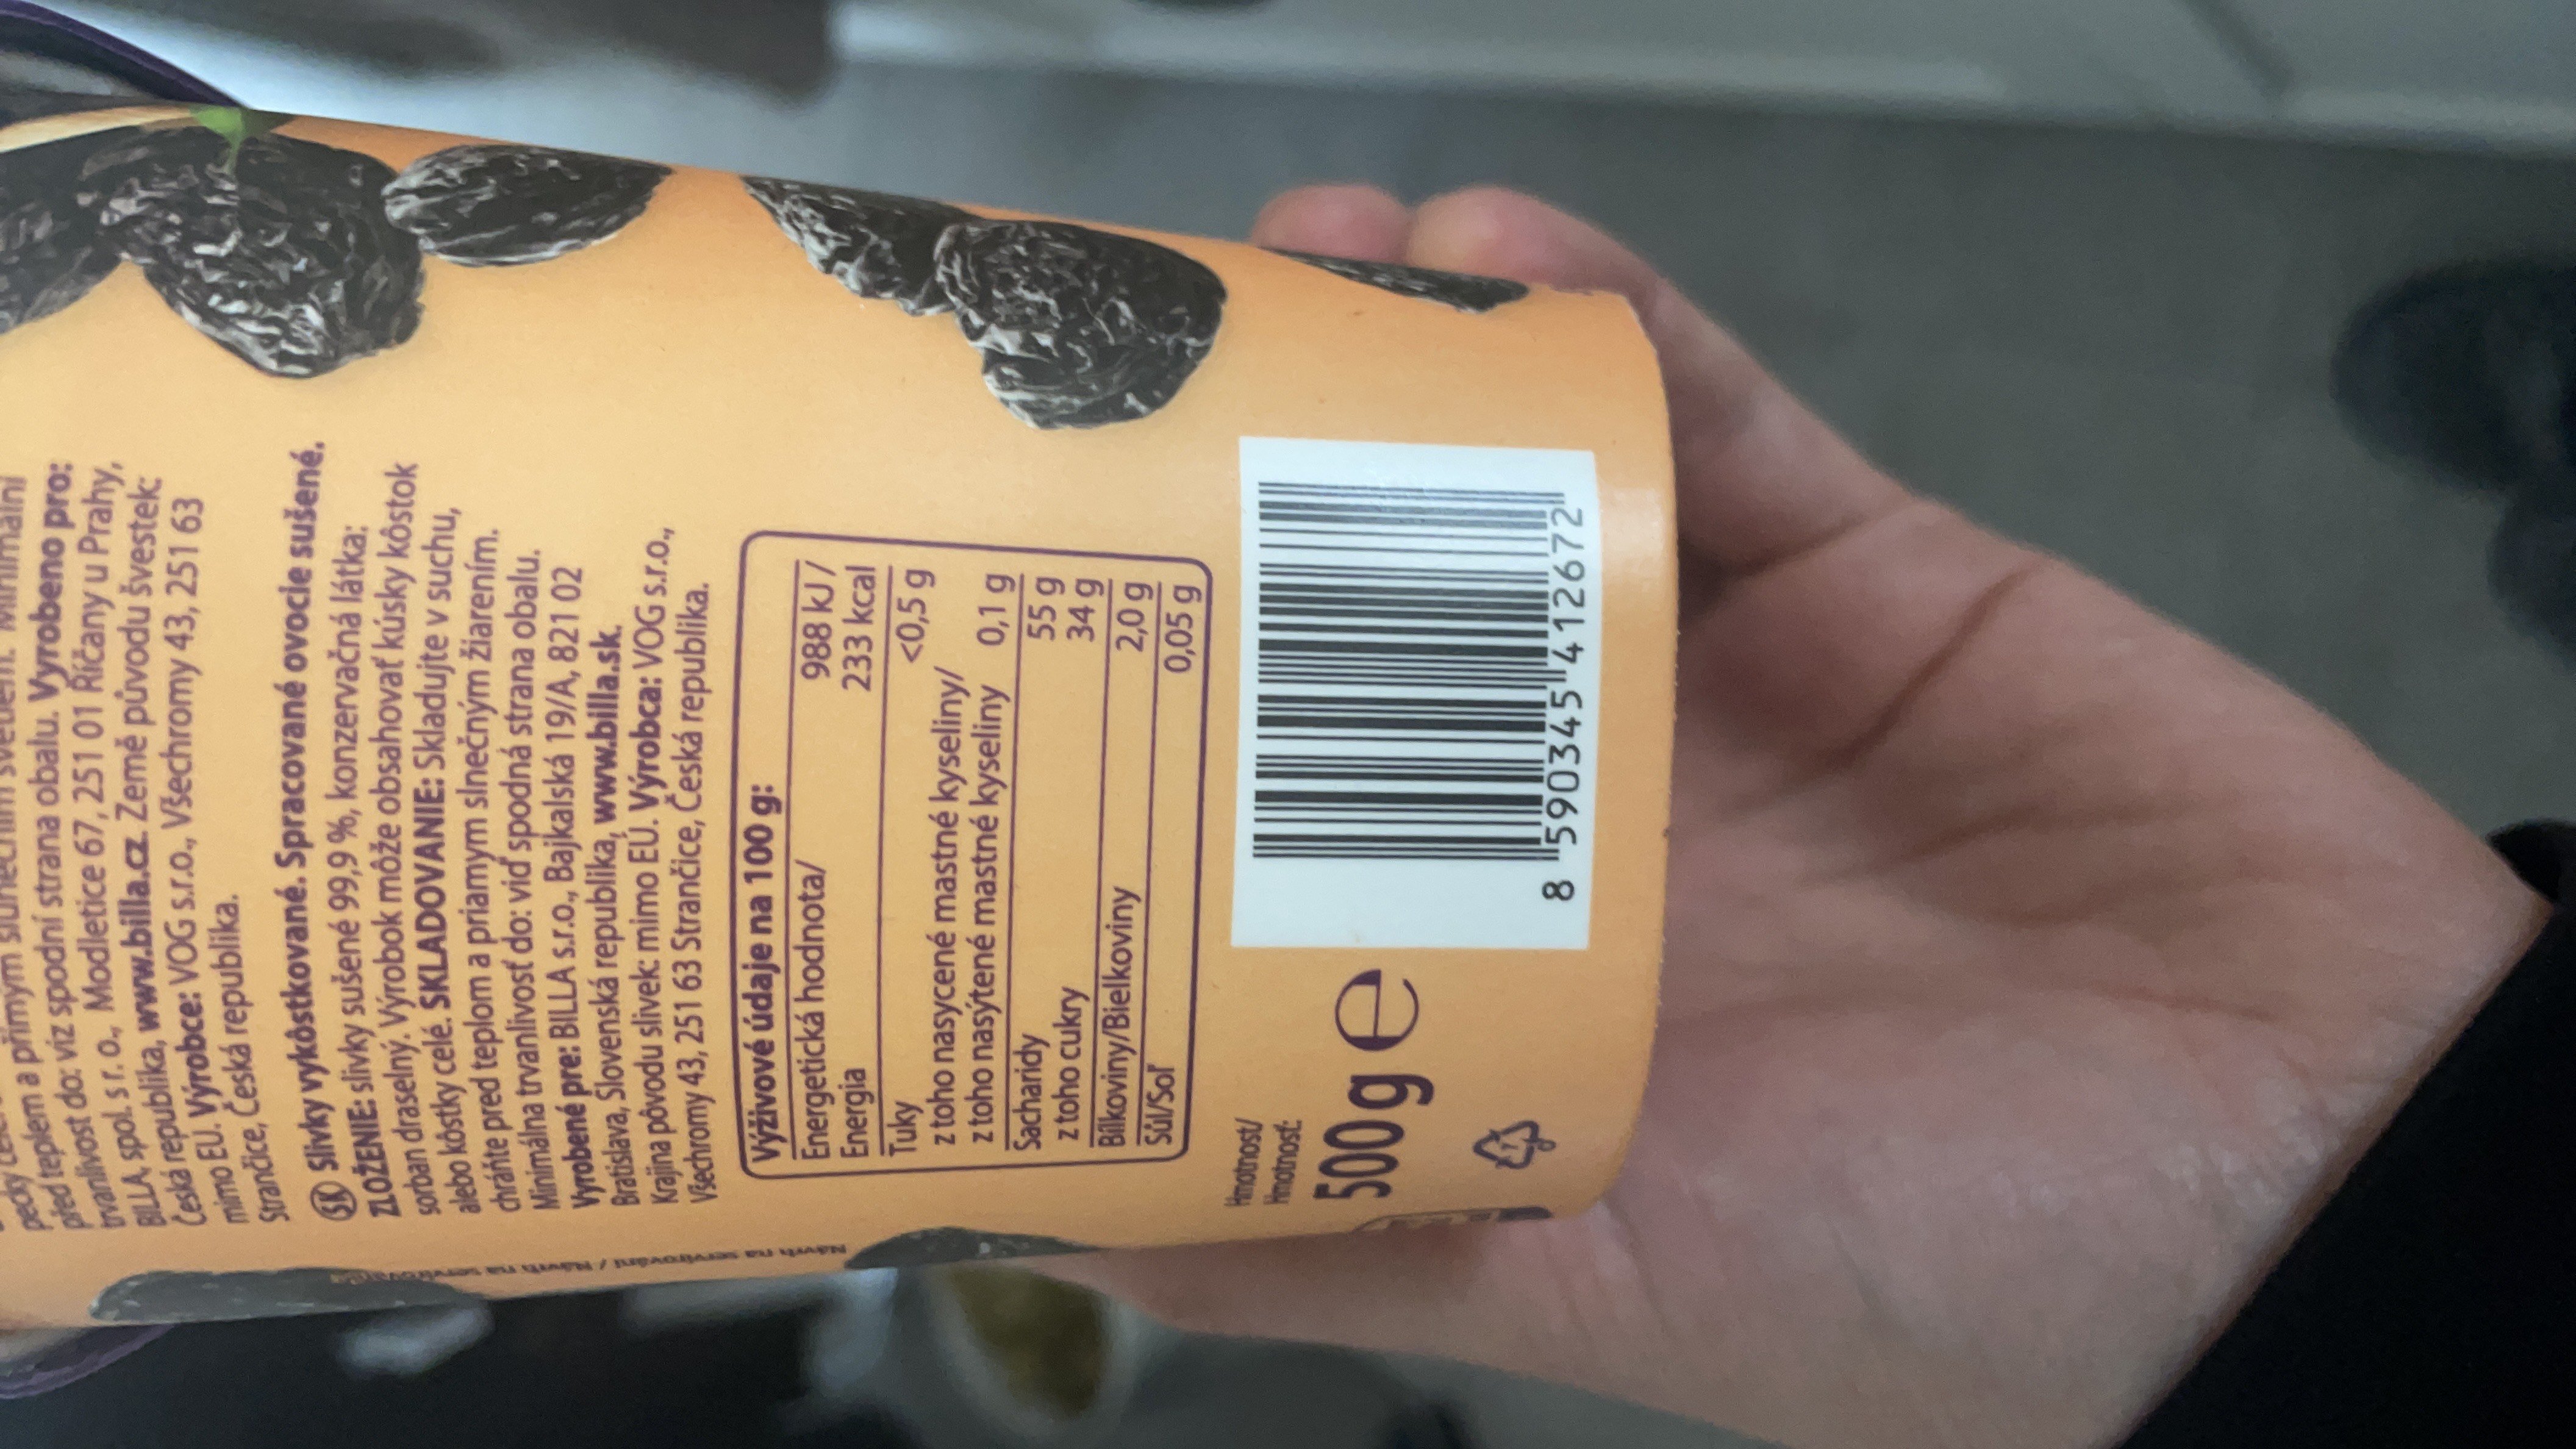 před teplem a přímým slunečním světlem. Minimální
trvanlivost do: viz spodní strana obalu. Vyrobeno pro:
BILLA, spol. s r. o., Modletice 67, 251 01 Říčany u Prahy,
Česká republika, www.billa.cz. Země původu švestek:
mimo EU. Výrobce: VOG s.r.o., Všechromy 43, 251 63
Strančice, Česká republika.
SK Slivky vykôstkované. Spracované ovocie sušené.
ZLOŽENIE: slivky sušené 99,9 %, konzervačná látka:
sorban draselný. Výrobok môže obsahovať kúsky kôstok
alebo kôstky celé. SKLADOVANIE: Skladujte v suchu,
chráňte pred teplom a priamym slnečným žiarením.
Minimálna trvanlivosť do: viď spodná strana obalu.
Vyrobené pre: BILLA s.r.o., Bajkalská 19/A, 821 02
Bratislava, Slovenská republika, www.billa.sk.
Krajina pôvodu slivek: mimo EU. Výrobca: VOG s.r.o.,
Všechromy 43, 251 63 Strančice, Česká republika.
Výživové údaje na 100 g:
Energetická hodnota/ 988 kJ /
Energia 233 kcal
Tuky <0,5 g
z toho nasycené mastné kyseliny/
z toho nasýtené mastné kyseliny 0,1 g
Sacharidy 55 g
z toho cukry 34 g
Bílkoviny/Bielkoviny 2,0 g
Sůl/Soľ 0,05 g
Hmotnost/
Hmotnosť:
500 g e
8 590345 412672
Návrh na servírování / Návrh na